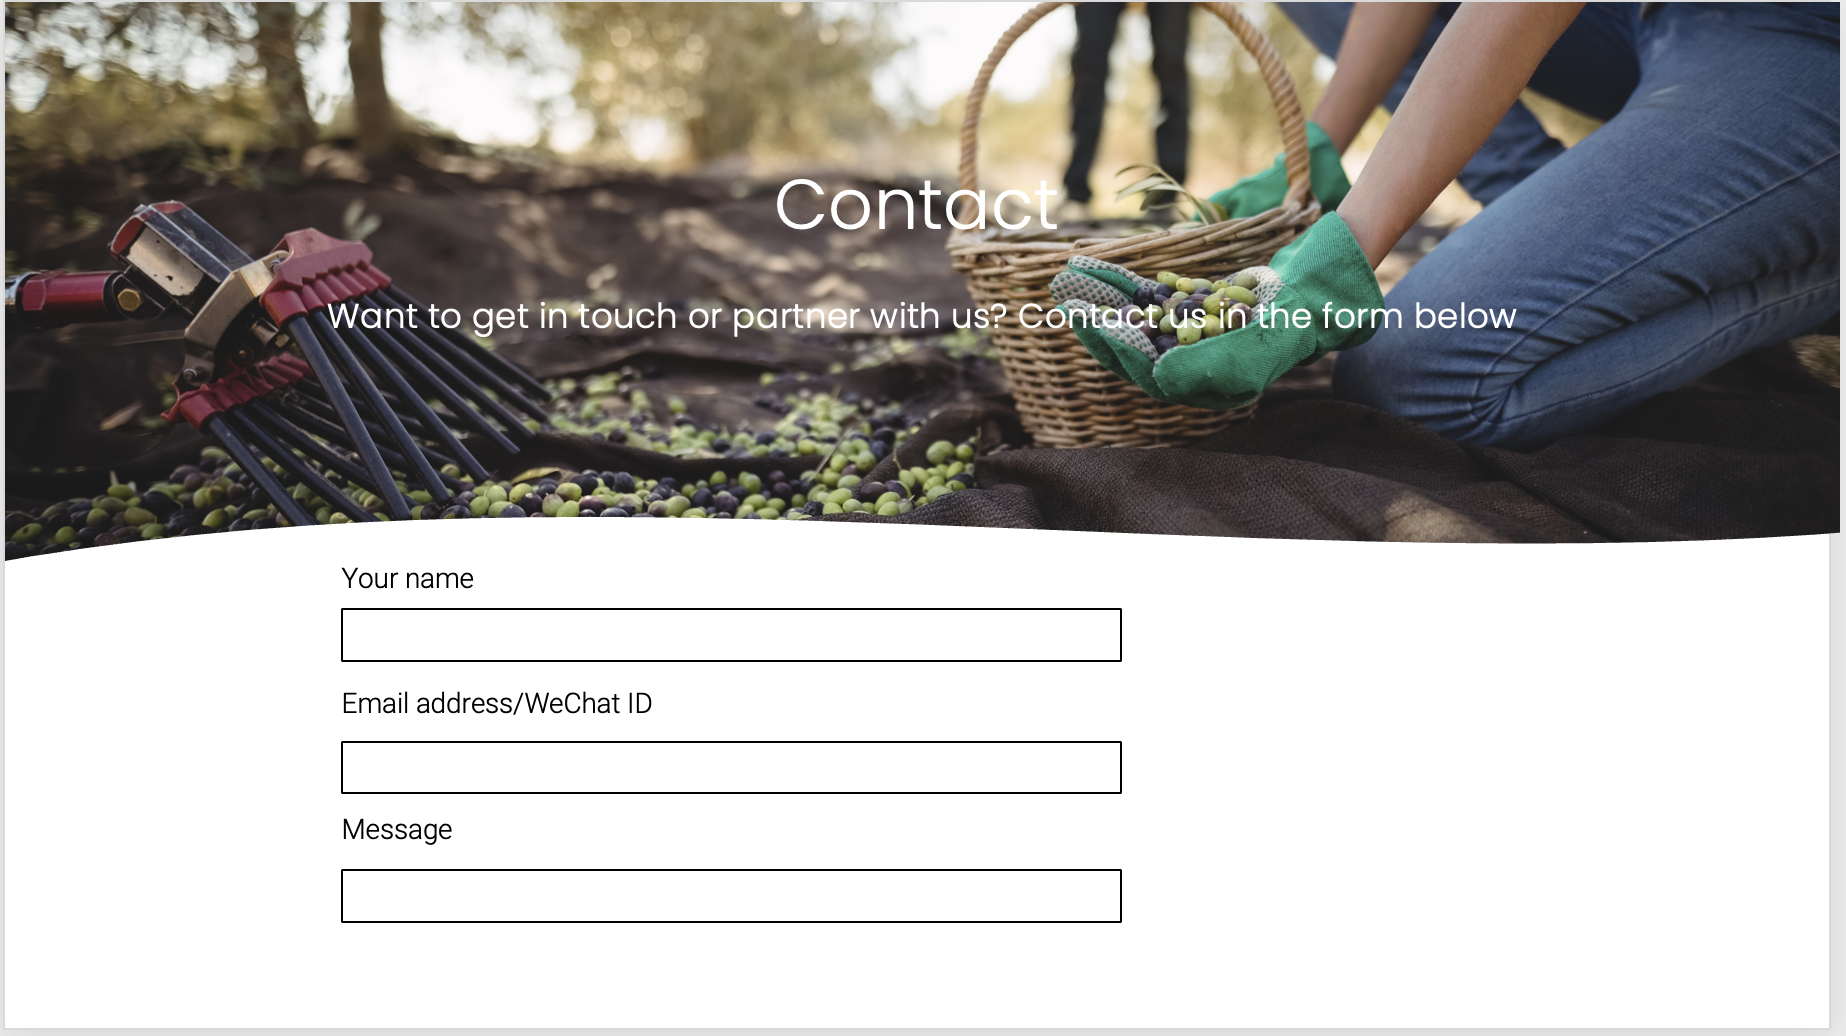 Contact
Want to get in touch or partner with us? Contact us in the form below
Your name
Email address/WeChat ID
Message